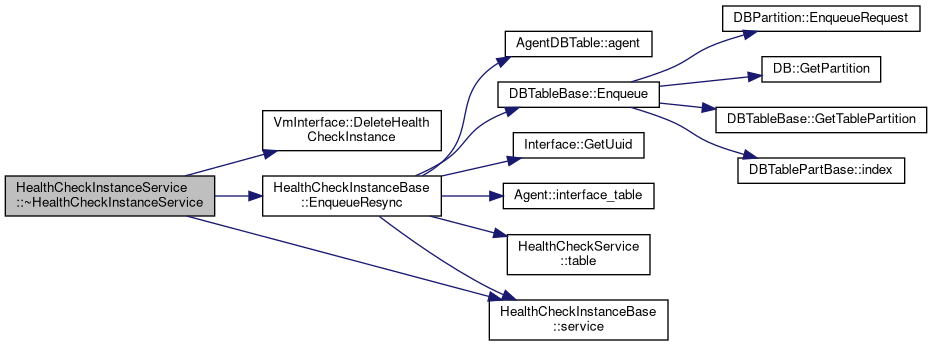 HealthCheckInstanceService
::~HealthCheckInstanceService
VmInterface::DeleteHealth
CheckInstance
HealthCheckInstanceBase
::EnqueueResync
AgentDBTable::agent
DBTableBase::Enqueue
Interface::GetUuid
Agent::interface_table
HealthCheckService
::table
HealthCheckInstanceBase
::service
DBPartition::EnqueueRequest
DB::GetPartition
DBTableBase::GetTablePartition
DBTablePartBase::index